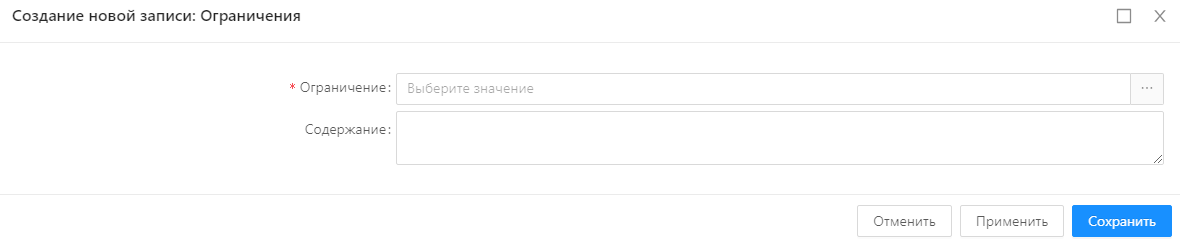 Создание новой записи: Ограничения
* Ограничение: Выберите значение ...
Содержание:
Отменить Применить Сохранить